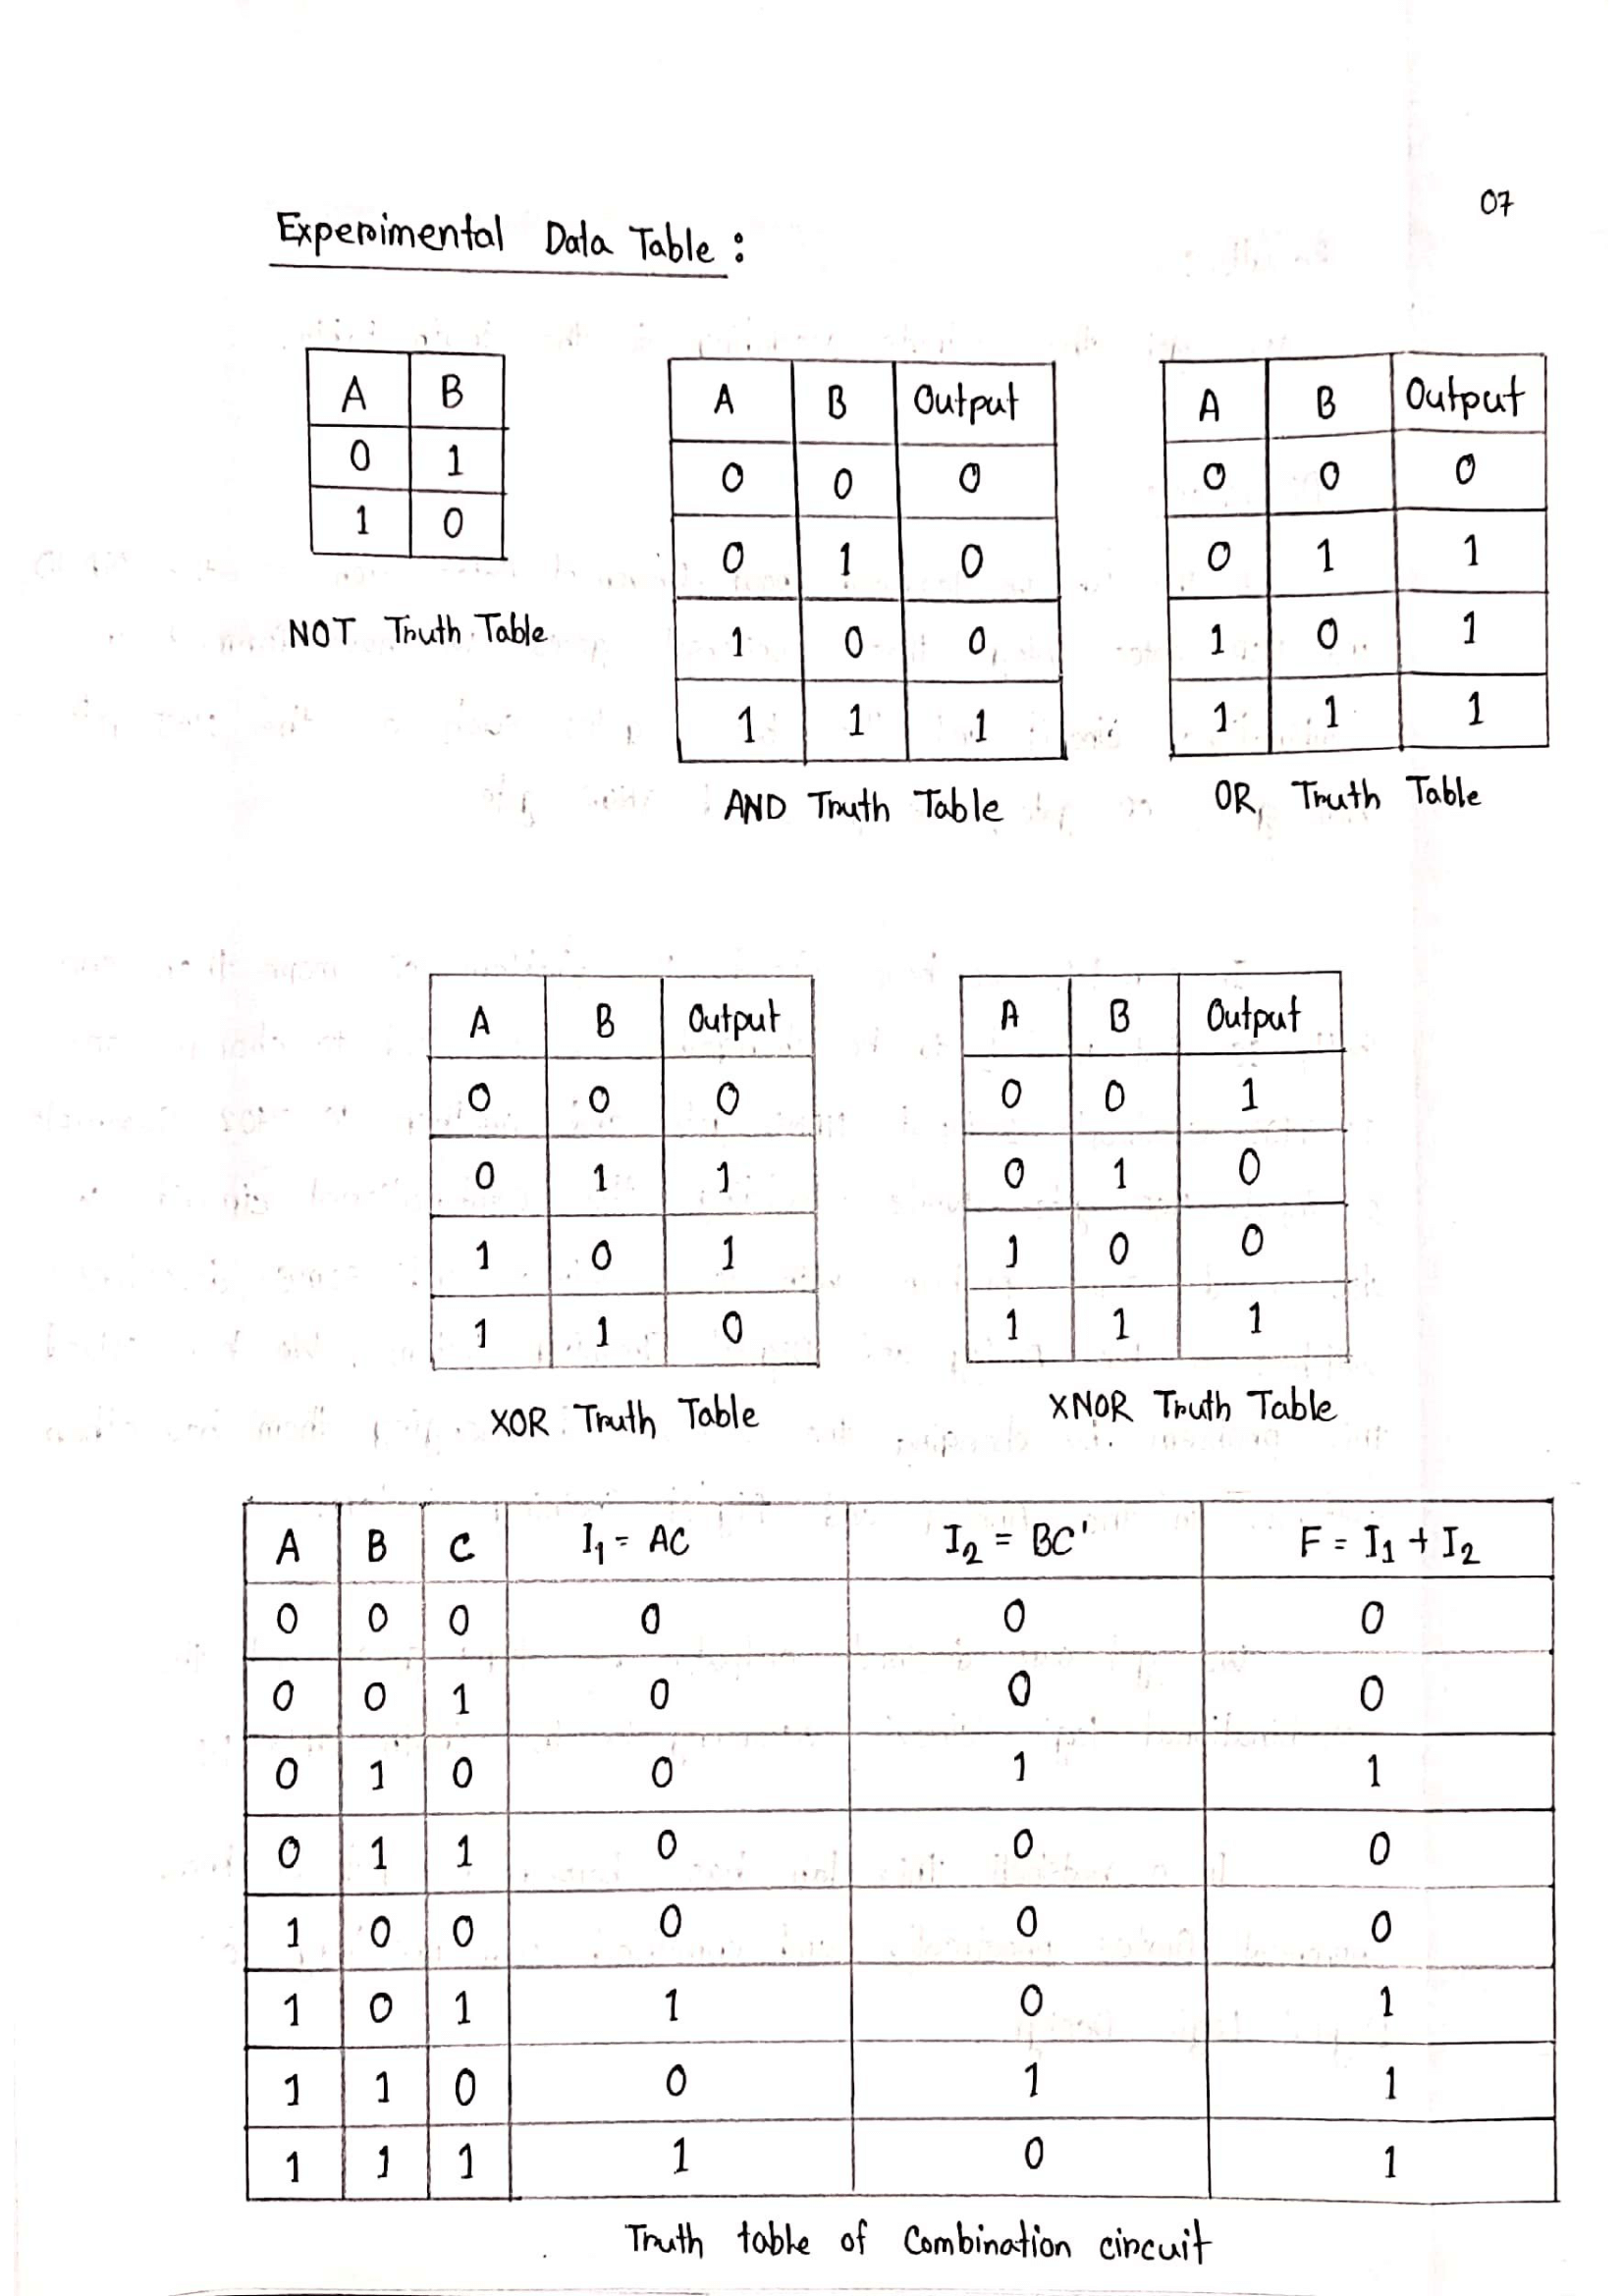 07
Experimental Data Table :
A B
0 1
1 0
NOT Truth Table
A B Output
0 0 0
0 1 0
1 0 0
1 1 1
AND Truth Table
A B Output
0 0 0
0 1 1
1 0 1
1 1 1
OR Truth Table
A B Output
0 0 0
0 1 1
1 0 1
1 1 0
XOR Truth Table
A B Output
0 0 1
0 1 0
1 0 0
1 1 1
XNOR Truth Table
A B C I₁ = AC I₂ = BC' F = I₁ + I₂
0 0 0 0 0 0
0 0 1 0 0 0
0 1 0 0 1 1
0 1 1 0 0 0
1 0 0 0 0 0
1 0 1 1 0 1
1 1 0 0 1 1
1 1 1 1 0 1
Truth table of Combination circuit